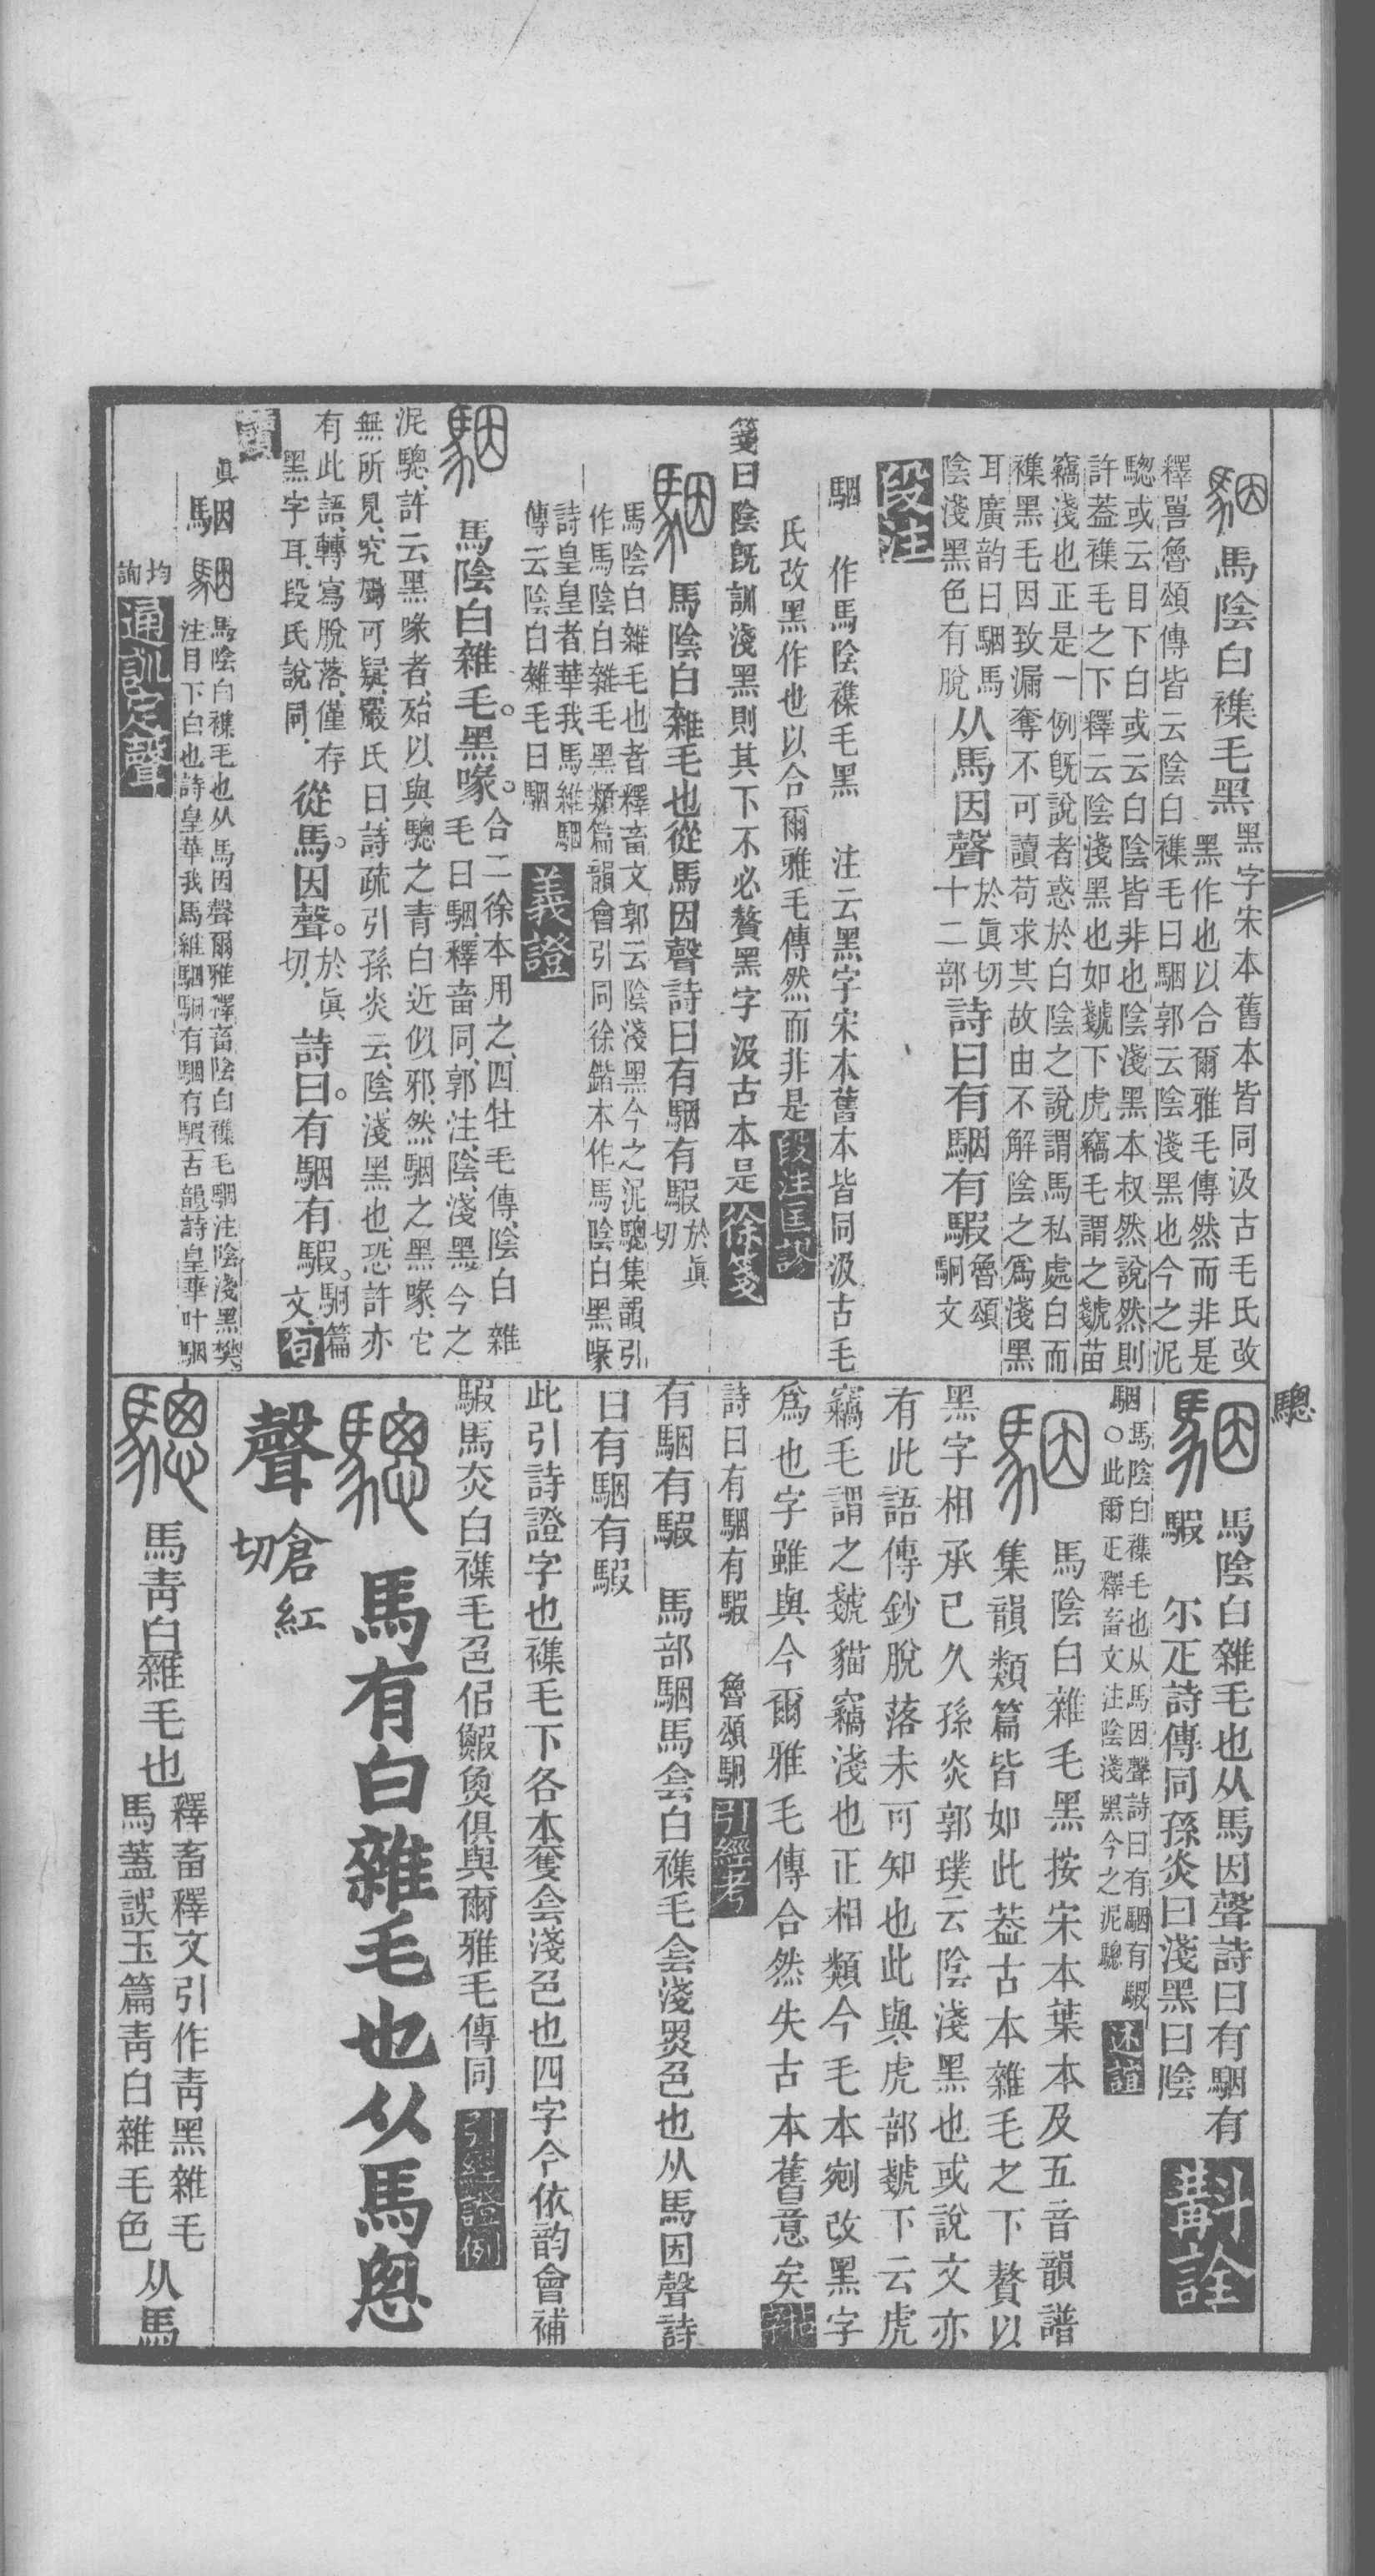 駰馬陰白襍毛黑黑字宋本舊本皆同汲古毛氏改
黑作也以合爾雅毛傳然而非是
釋嘼魯頌傳皆云陰白襍毛曰駰郭云陰淺黑也今之泥
驄或云目下白或云白陰皆非也陰淺黑本叔然說然則
許葢襍毛之下釋云陰淺黑也如虦下虎竊毛謂之虦苗
竊淺也正是一例旣說者惑於白陰之說謂馬私處白而
襍黑毛因致漏奪不可讀苟求其故由不解陰之爲淺黑
耳廣韵曰駰馬
陰淺黑色有脫
从馬因聲於眞切
十二部
詩曰有駰有騢魯頌
駉文
段注
駰 作馬陰襍毛黑 注云黑字宋本舊本皆同汲古毛
氏改黑作也以合爾雅毛傳然而非是段注匡謬
箋曰陰旣訓淺黑則其下不必贅黑字汲古本是徐箋
駰馬陰白雜毛也從馬因聲詩曰有駰有騢於眞
切
馬陰白雜毛也者釋畜文郭云陰淺黑今之泥驄集韻引
作馬陰白雜毛黑類篇韻會引同徐鍇本作馬陰白黑喙
詩皇皇者華我馬維駰
傳云陰白雜毛曰駰
義證
駰馬陰白雜毛。黑喙。合二徐本用之、四牡毛傳、陰白雜
毛曰駰、釋畜同、郭注、陰、淺黑、今之
泥驄、許云黑喙者、殆以與驄之青白近似邪、然駰之黑喙、它
無所見、究屬可疑、嚴氏曰、詩疏引孫炎云、陰淺黑也、恐許亦
有此語、轉寫脫落、僅存
黑字耳、段氏說同、
從馬。因聲。於眞
切、
詩曰。有駰有騢。駉篇
文、句
讀
眞 駰 駰馬陰白襍毛也从馬因聲爾雅釋畜陰白襍毛駰注陰淺黑樊
注目下白也詩皇華我馬維駰駉有駰有騢古韻詩皇華叶駰
均
詢
通訓定聲
驄
駰馬陰白雜毛也从馬因聲詩曰有駰有
騢 尒疋詩傳同孫炎曰淺黑曰陰斠詮
駰馬陰白襍毛也从馬因聲詩曰有駰有騢
○此爾疋釋畜文注陰淺黑今之泥驄
述誼
駰馬陰白雜毛黑按宋本葉本及五音韻譜
集韻類篇皆如此葢古本雜毛之下贅以
黑字相承已久孫炎郭璞云陰淺黑也或說文亦
有此語傳鈔脫落未可知也此與虎部虦下云虎
竊毛謂之虦貓竊淺也正相類今毛本剜改黑字
爲也字雖與今爾雅毛傳合然失古本舊意矣
詩曰有駰有騢 魯頌駉引經考
有駰有騢 馬部駰馬侌白襍毛侌淺黑色也从馬因聲詩
曰有駰有騢
此引詩證字也襍毛下各本奪侌淺色也四字今依韵會補
騢馬赤白襍毛色佀鰕魚俱與爾雅毛傳同引經證例
驄馬有白雜毛也从馬悤
聲倉紅
切
驄馬青白雜毛也釋畜釋文引作青黑雜毛
馬蓋誤玉篇青白雜毛色
从馬